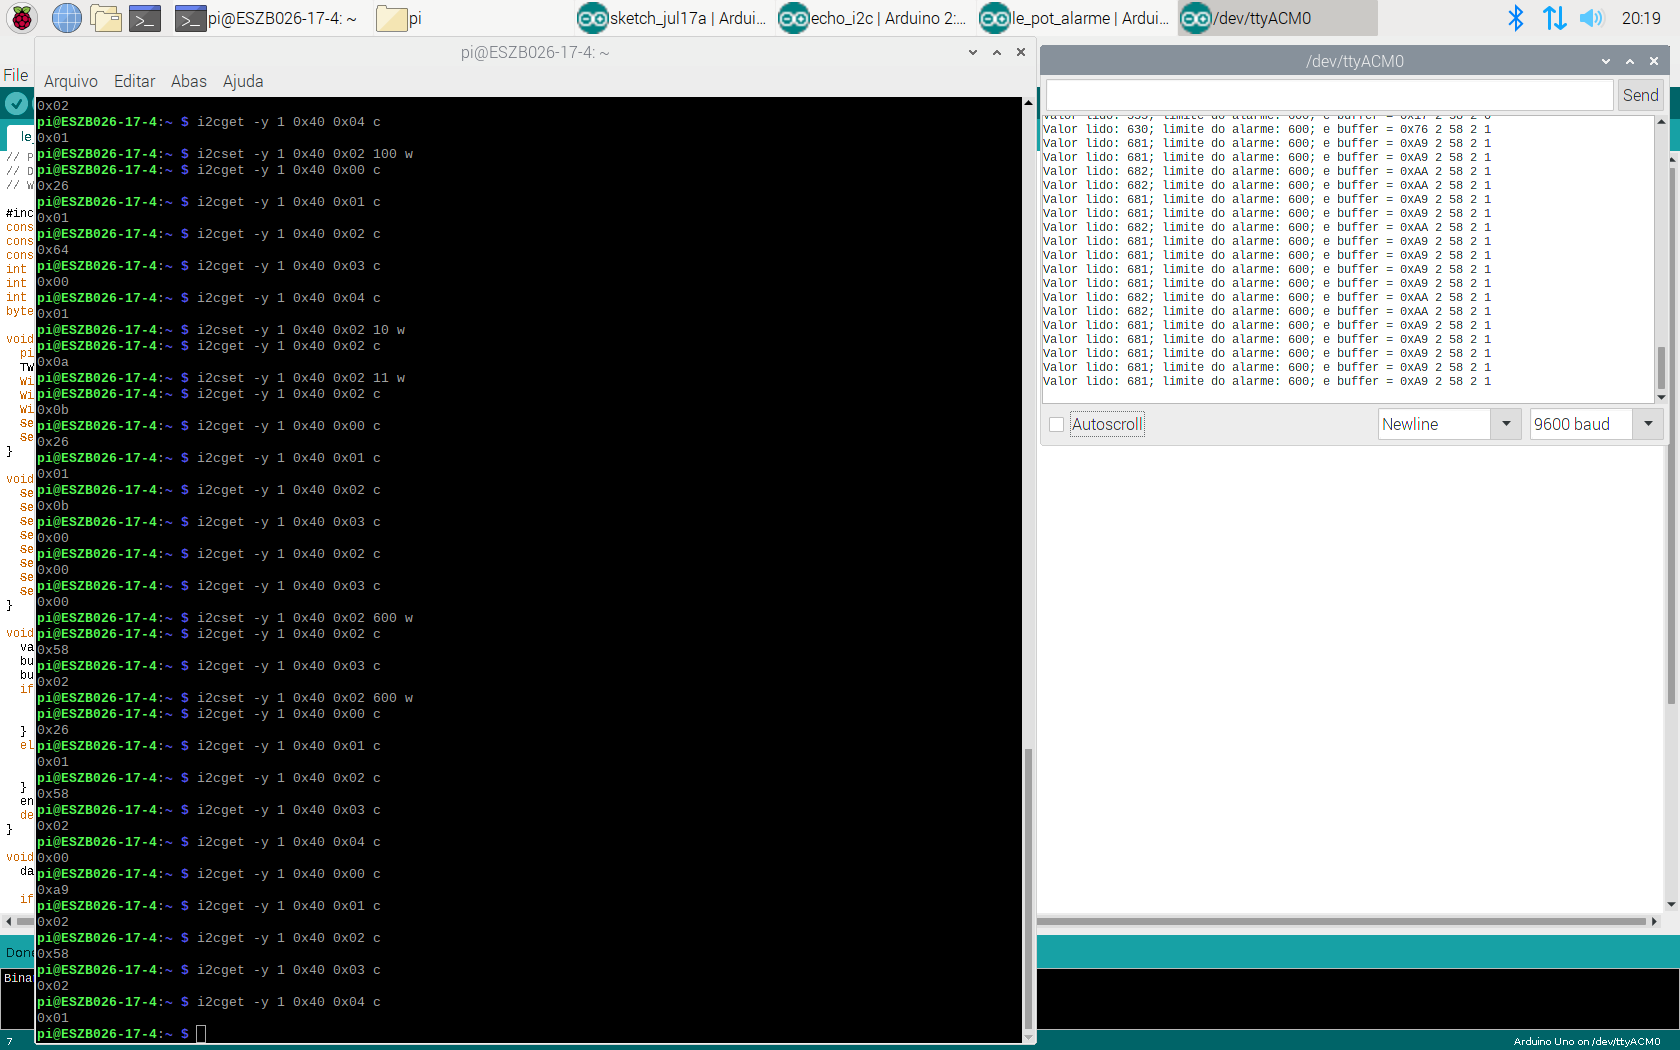 pi@ESZB026-17-4: ~
pi
sketch_jul17a | Ardui...
echo_i2c | Arduino 2:...
le_pot_alarme | Ardui...
/dev/ttyACM0
20:19
File
pi@ESZB026-17-4: ~
Arquivo Editar Abas Ajuda
0x02
pi@ESZB026-17-4:~ $ i2cget -y 1 0x40 0x04 c
0x01
pi@ESZB026-17-4:~ $ i2cset -y 1 0x40 0x02 100 w
pi@ESZB026-17-4:~ $ i2cget -y 1 0x40 0x00 c
0x26
pi@ESZB026-17-4:~ $ i2cget -y 1 0x40 0x01 c
0x01
pi@ESZB026-17-4:~ $ i2cget -y 1 0x40 0x02 c
0x64
pi@ESZB026-17-4:~ $ i2cget -y 1 0x40 0x03 c
0x00
pi@ESZB026-17-4:~ $ i2cget -y 1 0x40 0x04 c
0x01
pi@ESZB026-17-4:~ $ i2cset -y 1 0x40 0x02 10 w
pi@ESZB026-17-4:~ $ i2cget -y 1 0x40 0x02 c
0x0a
pi@ESZB026-17-4:~ $ i2cset -y 1 0x40 0x02 11 w
pi@ESZB026-17-4:~ $ i2cget -y 1 0x40 0x02 c
0x0b
pi@ESZB026-17-4:~ $ i2cget -y 1 0x40 0x00 c
0x26
pi@ESZB026-17-4:~ $ i2cget -y 1 0x40 0x01 c
0x01
pi@ESZB026-17-4:~ $ i2cget -y 1 0x40 0x02 c
0x0b
pi@ESZB026-17-4:~ $ i2cget -y 1 0x40 0x03 c
0x00
pi@ESZB026-17-4:~ $ i2cget -y 1 0x40 0x02 c
0x00
pi@ESZB026-17-4:~ $ i2cget -y 1 0x40 0x03 c
0x00
pi@ESZB026-17-4:~ $ i2cset -y 1 0x40 0x02 600 w
pi@ESZB026-17-4:~ $ i2cget -y 1 0x40 0x02 c
0x58
pi@ESZB026-17-4:~ $ i2cget -y 1 0x40 0x03 c
0x02
pi@ESZB026-17-4:~ $ i2cset -y 1 0x40 0x02 600 w
pi@ESZB026-17-4:~ $ i2cget -y 1 0x40 0x00 c
0x26
pi@ESZB026-17-4:~ $ i2cget -y 1 0x40 0x01 c
0x01
pi@ESZB026-17-4:~ $ i2cget -y 1 0x40 0x02 c
0x58
pi@ESZB026-17-4:~ $ i2cget -y 1 0x40 0x03 c
0x02
pi@ESZB026-17-4:~ $ i2cget -y 1 0x40 0x04 c
0x00
pi@ESZB026-17-4:~ $ i2cget -y 1 0x40 0x00 c
0xa9
pi@ESZB026-17-4:~ $ i2cget -y 1 0x40 0x01 c
0x02
pi@ESZB026-17-4:~ $ i2cget -y 1 0x40 0x02 c
0x58
pi@ESZB026-17-4:~ $ i2cget -y 1 0x40 0x03 c
0x02
pi@ESZB026-17-4:~ $ i2cget -y 1 0x40 0x04 c
0x01
pi@ESZB026-17-4:~ $
/dev/ttyACM0
Send
Valor lido: 630; limite do alarme: 600; e buffer = 0x76 2 58 2 1
Valor lido: 681; limite do alarme: 600; e buffer = 0xA9 2 58 2 1
Valor lido: 681; limite do alarme: 600; e buffer = 0xA9 2 58 2 1
Valor lido: 682; limite do alarme: 600; e buffer = 0xAA 2 58 2 1
Valor lido: 682; limite do alarme: 600; e buffer = 0xAA 2 58 2 1
Valor lido: 681; limite do alarme: 600; e buffer = 0xA9 2 58 2 1
Valor lido: 681; limite do alarme: 600; e buffer = 0xA9 2 58 2 1
Valor lido: 682; limite do alarme: 600; e buffer = 0xAA 2 58 2 1
Valor lido: 681; limite do alarme: 600; e buffer = 0xA9 2 58 2 1
Valor lido: 681; limite do alarme: 600; e buffer = 0xA9 2 58 2 1
Valor lido: 681; limite do alarme: 600; e buffer = 0xA9 2 58 2 1
Valor lido: 681; limite do alarme: 600; e buffer = 0xA9 2 58 2 1
Valor lido: 682; limite do alarme: 600; e buffer = 0xAA 2 58 2 1
Valor lido: 682; limite do alarme: 600; e buffer = 0xAA 2 58 2 1
Valor lido: 681; limite do alarme: 600; e buffer = 0xA9 2 58 2 1
Valor lido: 681; limite do alarme: 600; e buffer = 0xA9 2 58 2 1
Valor lido: 681; limite do alarme: 600; e buffer = 0xA9 2 58 2 1
Valor lido: 681; limite do alarme: 600; e buffer = 0xA9 2 58 2 1
Valor lido: 681; limite do alarme: 600; e buffer = 0xA9 2 58 2 1
Autoscroll
Newline
9600 baud
#inc
cons
cons
cons
int
int
int
byte
void
}
void
}
void
va
bu
bu
if
}
el
}
en
de
}
void
da
if
Bina
7
Arduino Uno on /dev/ttyACM0